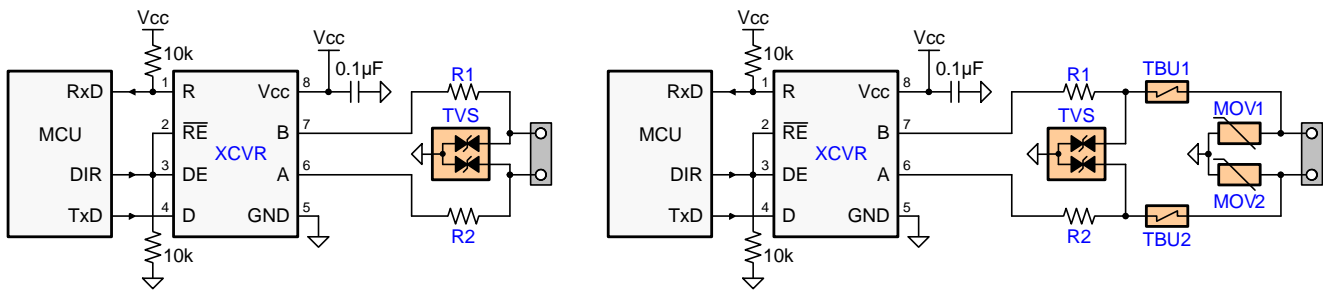 Vcc
Vcc
10k
0.1µF
R1
RxD
1
R
Vcc
8
TVS
MCU
2
RE
B
7
XCVR
DIR
3
DE
A
6
TxD
4
D
GND
5
R2
10k
Vcc
Vcc
10k
0.1µF
R1
TBU1
RxD
1
R
Vcc
8
TVS
MOV1
MCU
2
RE
B
7
XCVR
DIR
3
DE
A
6
MOV2
TxD
4
D
GND
5
R2
TBU2
10k